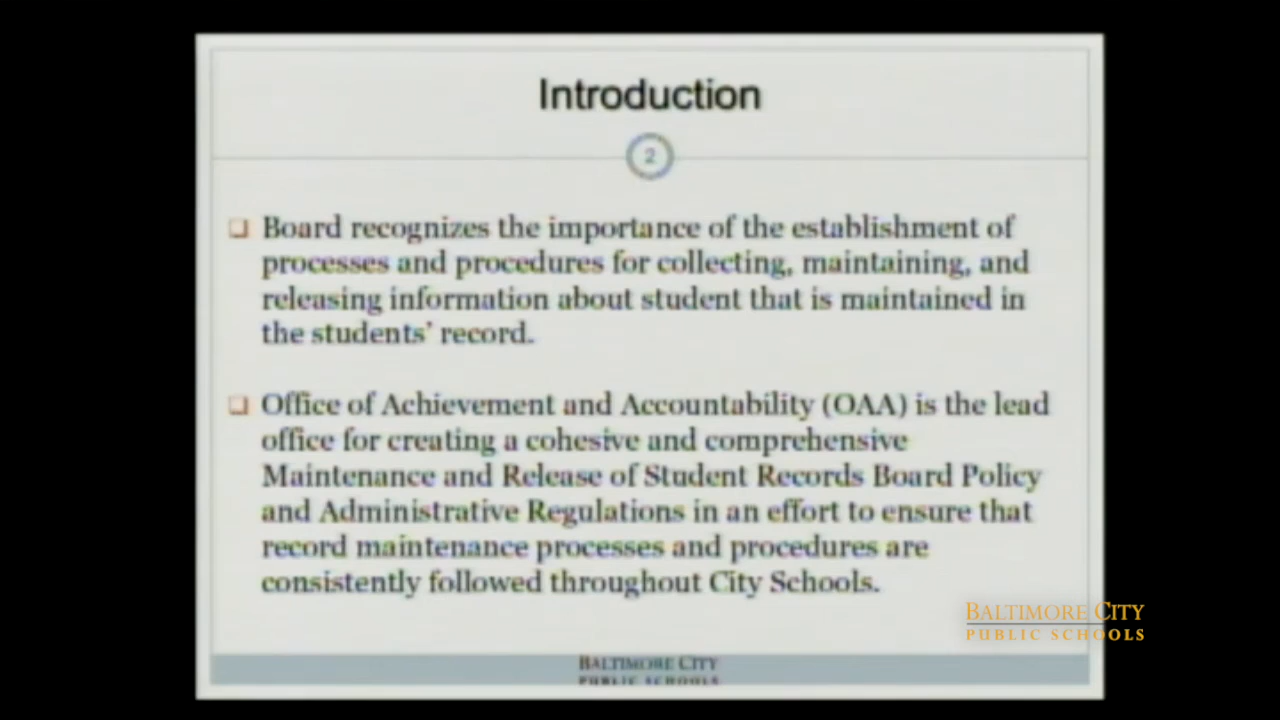 Introduction
2
Board recognizes the importance of the establishment of
processes and procedures for collecting, maintaining, and
releasing information about student that is maintained in
the students' record.
Office of Achievement and Accountability (OAA) is the lead
office for creating a cohesive and comprehensive
Maintenance and Release of Student Records Board Policy
and Administrative Regulations in an effort to ensure that
record maintenance processes and procedures are
consistently followed throughout City Schools.
BALTIMORE CITY
PUBLIC SCHOOLS
BALTIMORE CITY
PUBLIC SCHOOLS